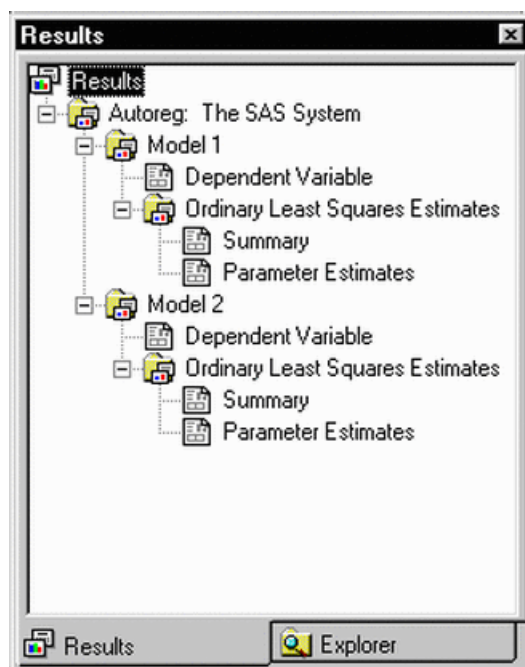 Results
Results
Autoreg: The SAS System
Model 1
Dependent Variable
Ordinary Least Squares Estimates
Summary
Parameter Estimates
Model 2
Dependent Variable
Ordinary Least Squares Estimates
Summary
Parameter Estimates
Results Explorer